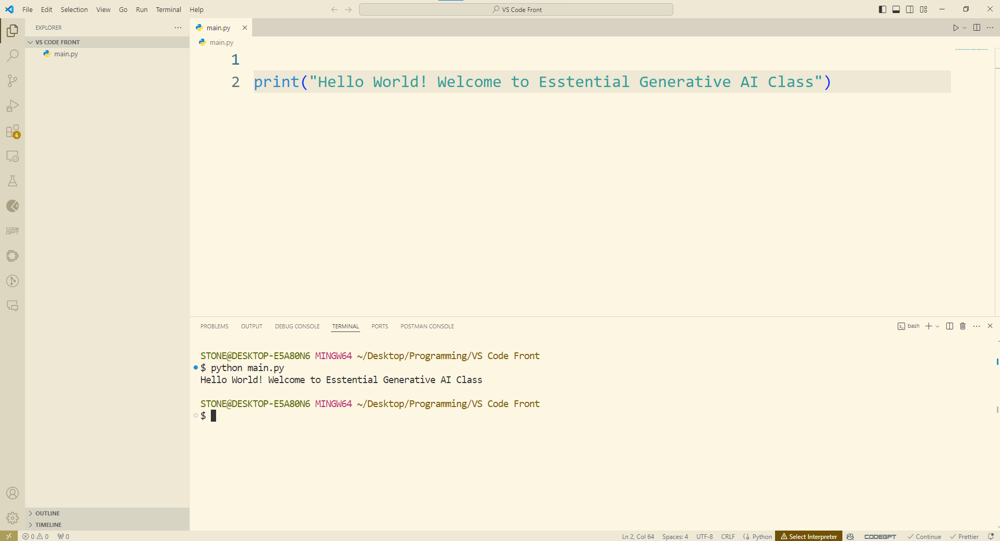 File Edit Selection View Go Run Terminal Help
VS Code Front
EXPLORER
VS CODE FRONT
main.py
6
CODE GPT
OUTLINE
TIMELINE
main.py
main.py
1
2 print("Hello World! Welcome to Esstential Generative AI Class")
PROBLEMS OUTPUT DEBUG CONSOLE TERMINAL PORTS POSTMAN CONSOLE
bash
STONE@DESKTOP-E5A80N6 MINGW64 ~/Desktop/Programming/VS Code Front
$ python main.py
Hello World! Welcome to Esstential Generative AI Class
STONE@DESKTOP-E5A80N6 MINGW64 ~/Desktop/Programming/VS Code Front
$
0 0 0 Ln 2, Col 64 Spaces: 4 UTF-8 CRLF Python Select Interpreter CODEGPT Continue Prettier